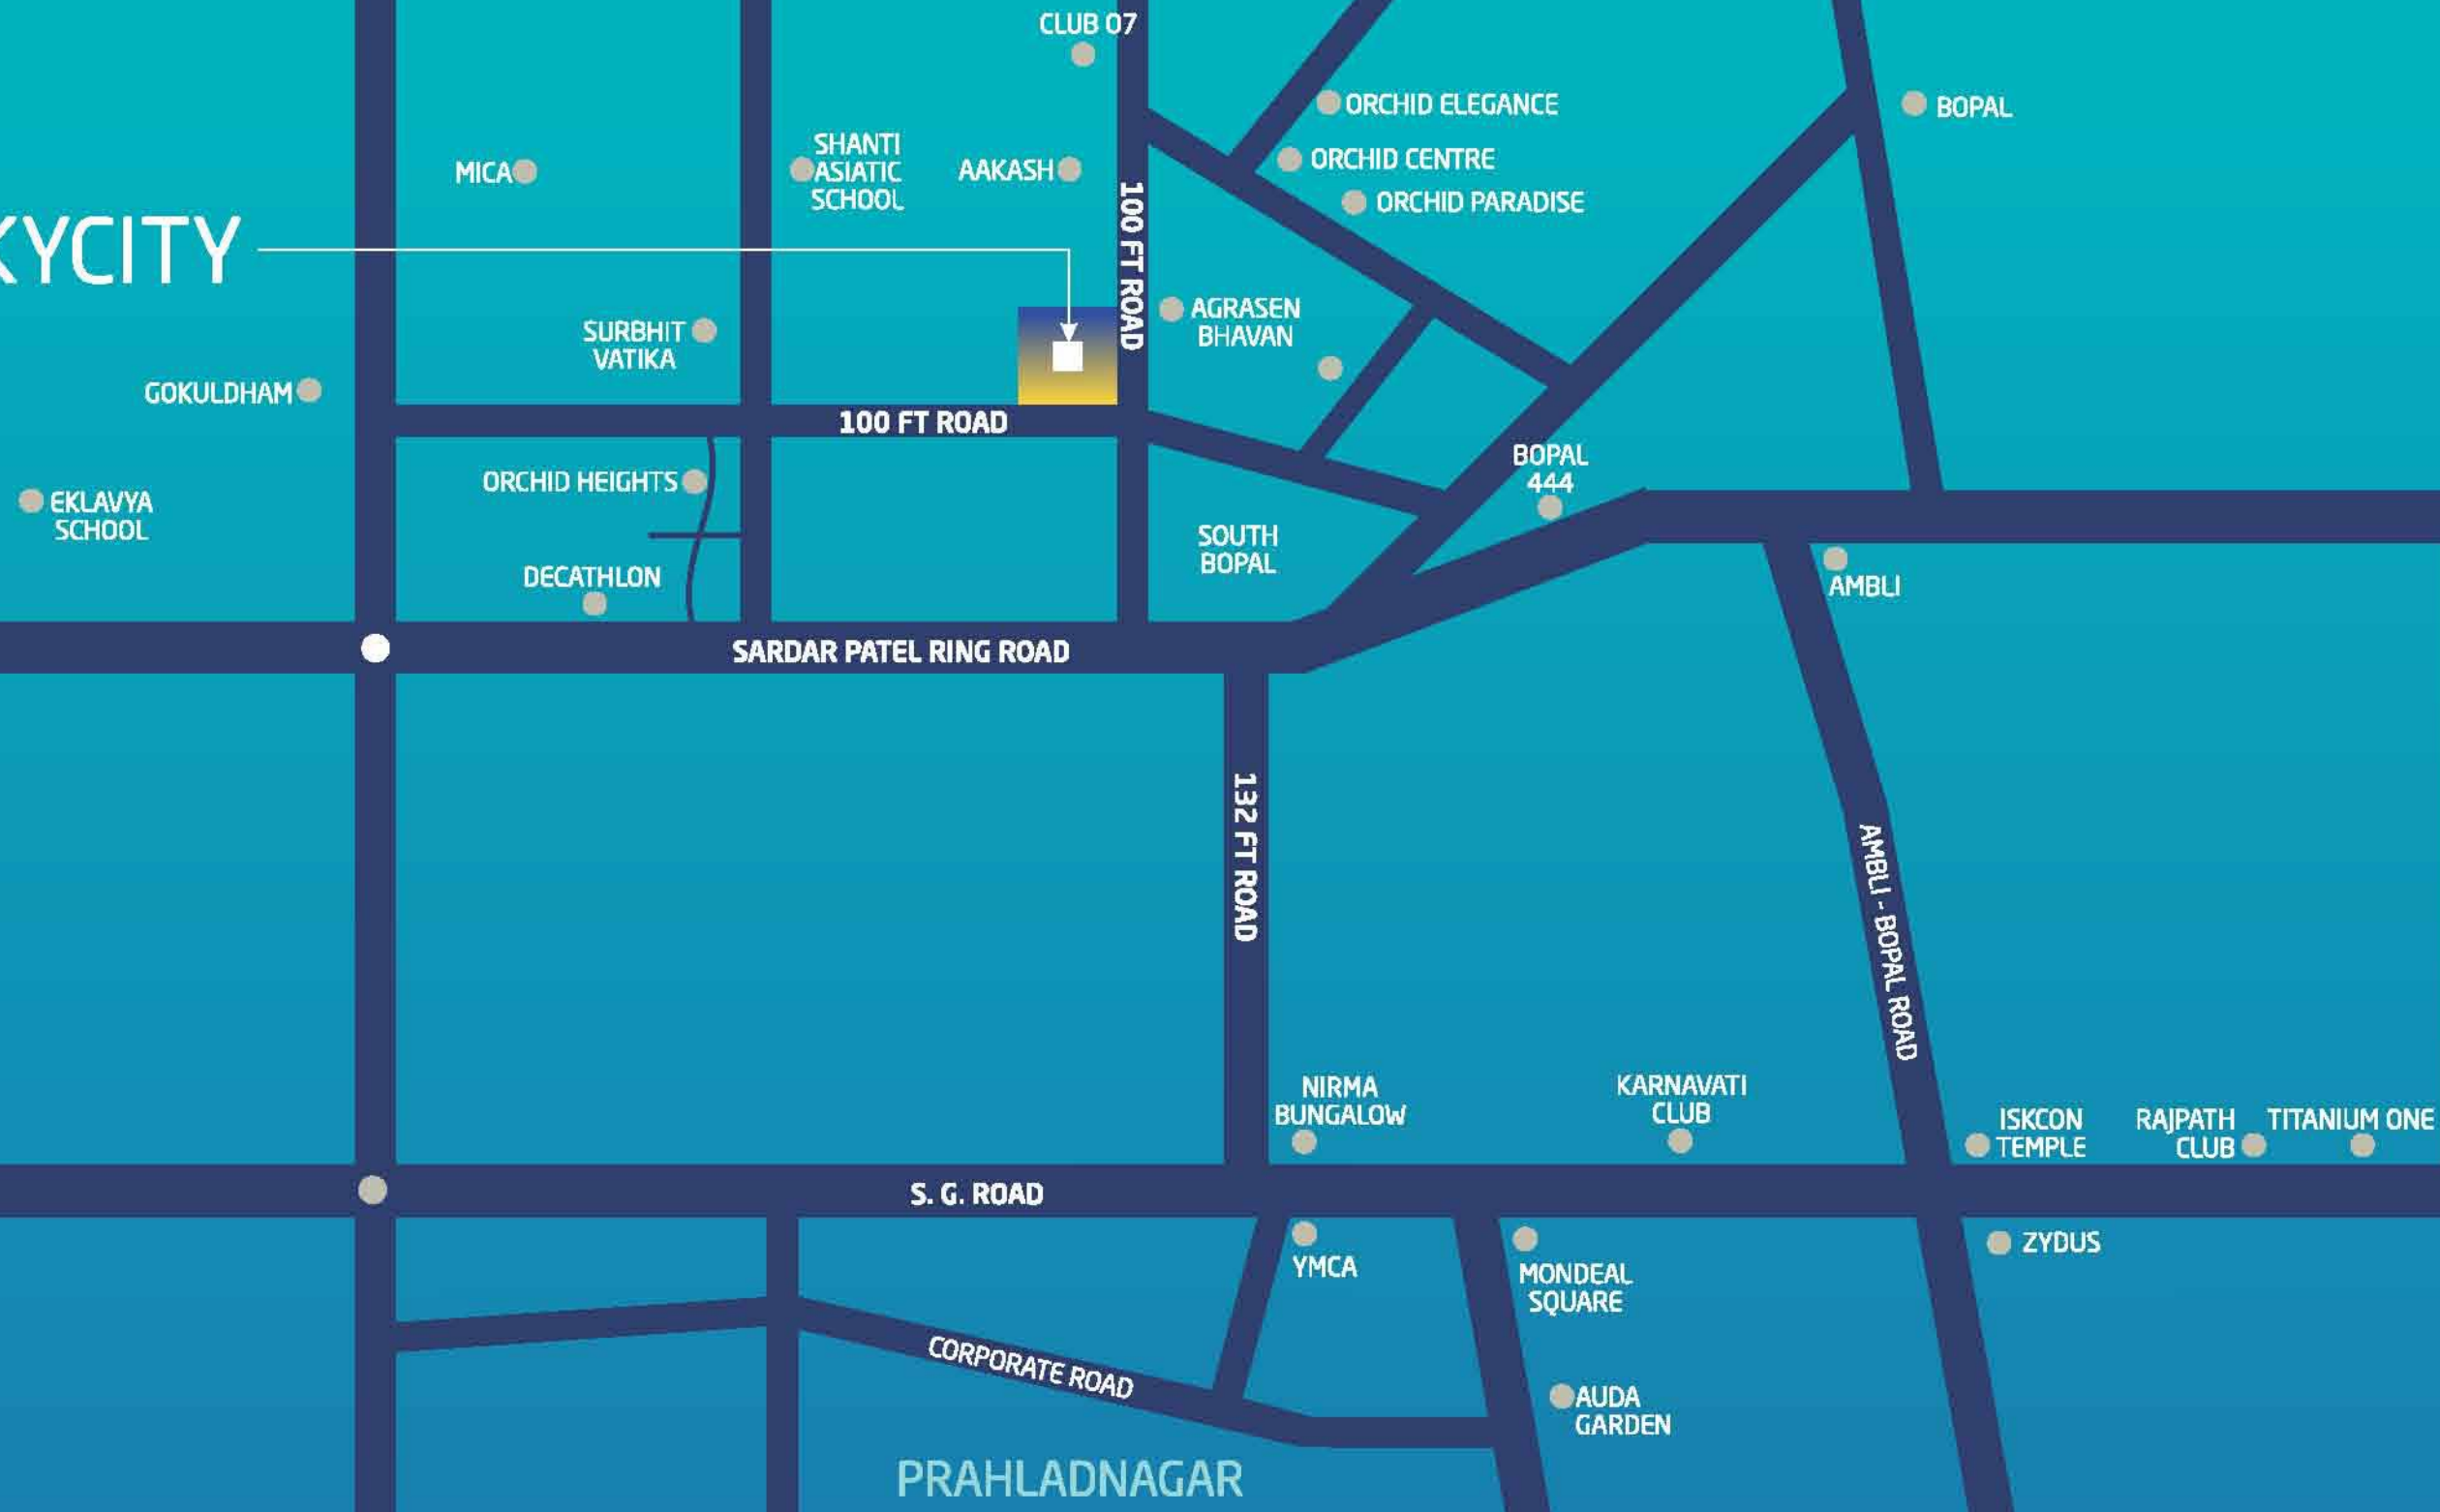 CLUB 07
ORCHID ELEGANCE
BOPAL
MICA
SHANTI
ASIATIC
SCHOOL
AAKASH
ORCHID CENTRE
ORCHID PARADISE
KYCITY
100 FT ROAD
AGRASEN
BHAVAN
SURBHIT
VATIKA
GOKULDHAM
100 FT ROAD
BOPAL
444
ORCHID HEIGHTS
EKLAVYA
SCHOOL
SOUTH
BOPAL
DECATHLON
AMBLI
SARDAR PATEL RING ROAD
132 FT ROAD
AMBLI - BOPAL ROAD
NIRMA
BUNGALOW
KARNAVATI
CLUB
ISKCON
TEMPLE
RAJPATH
CLUB
TITANIUM ONE
S. G. ROAD
YMCA
MONDEAL
SQUARE
ZYDUS
CORPORATE ROAD
AUDA
GARDEN
PRAHLADNAGAR